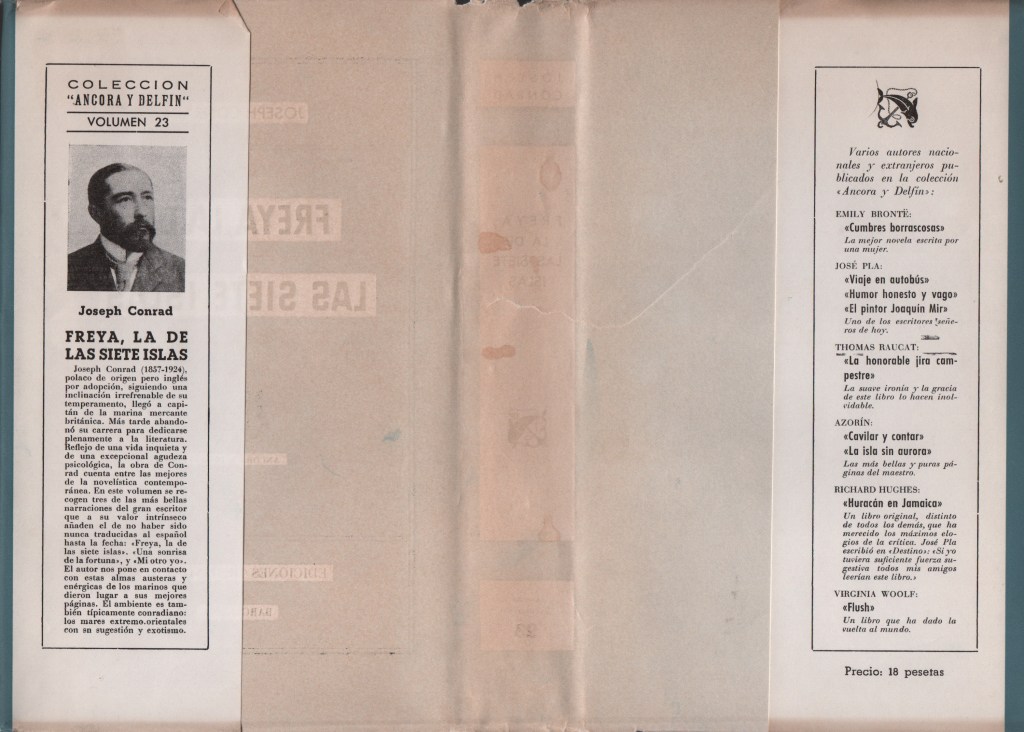 COLECCION
"ANCORA Y DELFIN"
VOLUMEN 23
Joseph Conrad
FREYA, LA DE
LAS SIETE ISLAS
Joseph Conrad (1857-1924),
polaco de origen pero inglés
por adopción, siguiendo una
inclinación irrefrenable de su
temperamento, llegó a capi-
tán de la marina mercante
británica. Más tarde abando-
nó su carrera para dedicarse
plenamente a la literatura.
Reflejo de una vida inquieta y
de una excepcional agudeza
psicológica, la obra de Con-
rad cuenta entre las mejores
de la novelística contempo-
ránea. En este volumen se re-
cogen tres de las más bellas
narraciones del gran escritor
que a su valor intrínseco
añaden el de no haber sido
nunca traducidas al español
hasta la fecha: «Freya, la de
las siete islas». «Una sonrisa
de la fortuna», y «Mi otro yo».
El autor nos pone en contacto
con estas almas austeras y
enérgicas de los marinos que
dieron lugar a sus mejores
páginas. El ambiente es tam-
bién típicamente conradiano:
los mares extremo.orientales
con sn sugestión y exotismo.
FREYA, LA DE
LAS SIETE
EDICIONES
23
Varios autores nacio-
nales y extranjeros pu-
blicados en la colección
«Ancora y Delfín»:
EMILY BRONTË:
«Cumbres borrascosas»
La mejor novela escrita por
una mujer.
JOSÉ PLA:
«Viaje en autobús»
«Humor honesto y vago»
«El pintor Joaquín Mir»
Uno de los escritores señe-
ros de hoy.
THOMAS RAUCAT:
«La honorable jira cam-
pestre»
La suave ironía y la gracia
de este libro lo hacen inol-
vidable.
AZORÍN:
«Cavilar y contar»
«La isla sin aurora»
Las más bellas y puras pá-
ginas del maestro.
RICHARD HUGHES:
«Huracán en Jamaica»
Un libro original, distinto
de todos los demás, que ha
merecido los máximos elo-
gios de la crítica. José Pla
escribió en «Destino»: «Si yo
tuviera suficiente fuerza su-
gestiva todos mis amigos
leerían este libro.»
VIRGINIA WOOLF:
«Flush»
Un libro que ha dado la
vuelta al mundo.
Precio: 18 pesetas